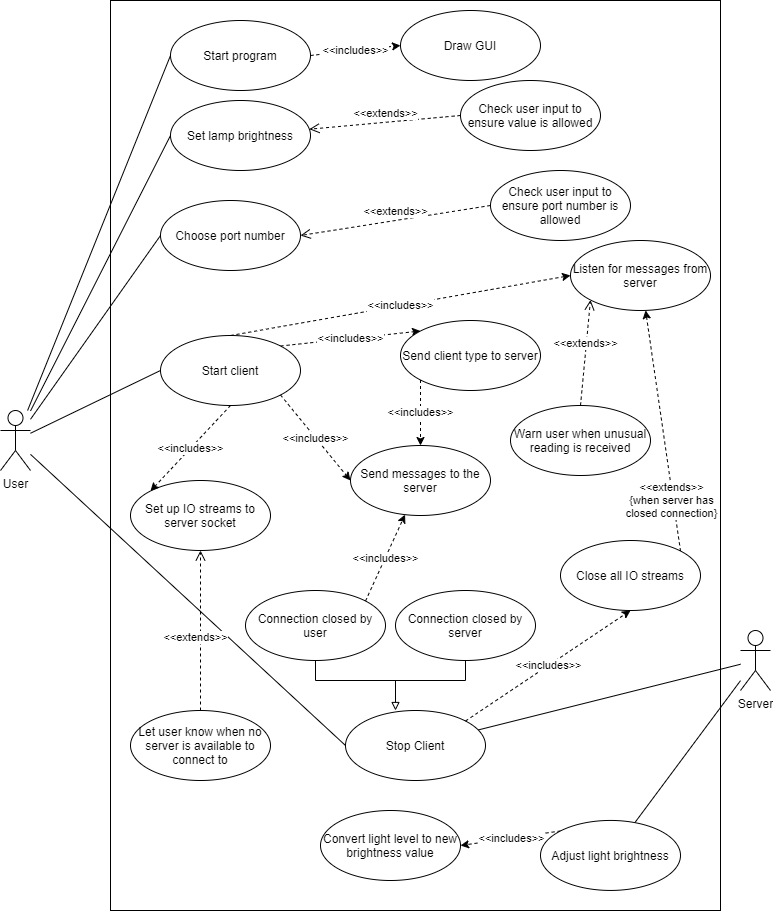 Start program
<<includes>>
Draw GUI
Set lamp brightness
<<extends>>
Check user input to
ensure value is allowed
Choose port number
<<extends>>
Check user input to
ensure port number is
allowed
Listen for messages from
server
<<includes>>
Start client
<<includes>>
Send client type to server
<<extends>>
<<includes>>
<<includes>>
<<includes>>
Warn user when unusual
reading is received
User
Set up IO streams to
server socket
Send messages to the
server
<<extends>>
{when server has
closed connection}
<<includes>>
Close all IO streams
<<extends>>
Connection closed by
user
Connection closed by
server
<<includes>>
Server
Let user know when no
server is available to
connect to
Stop Client
Convert light level to new
brightness value
<<includes>>
Adjust light brightness